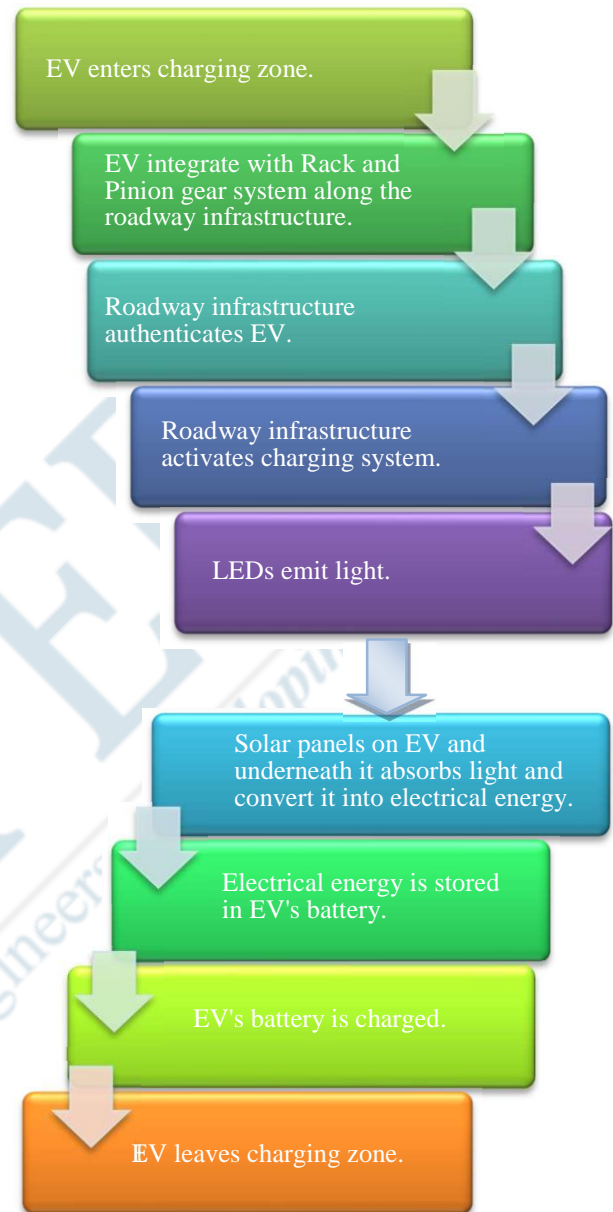 EV enters charging zone.
EV integrate with Rack and
Pinion gear system along the
roadway infrastructure.
Roadway infrastructure
authenticates EV.
Roadway infrastructure
activates charging system.
LEDs emit light.
Solar panels on EV and
underneath it absorbs light and
convert it into electrical energy.
Electrical energy is stored
in EV's battery.
EV's battery is charged.
EV leaves charging zone.